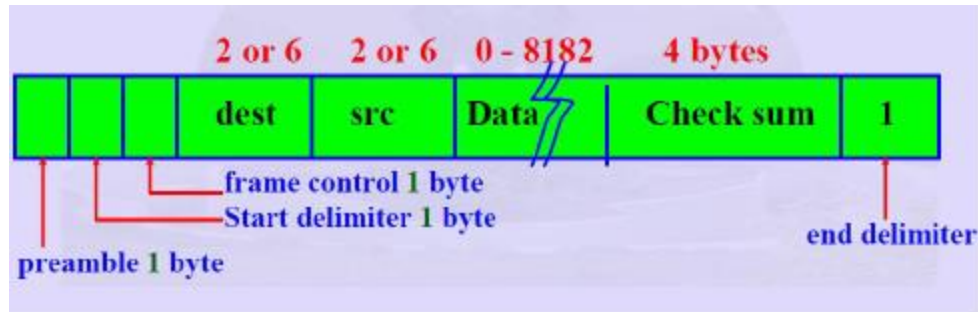 2 or 6 2 or 6 0 - 8182 4 bytes
dest src Data Check sum 1
frame control 1 byte
Start delimiter 1 byte
end delimiter
preamble 1 byte